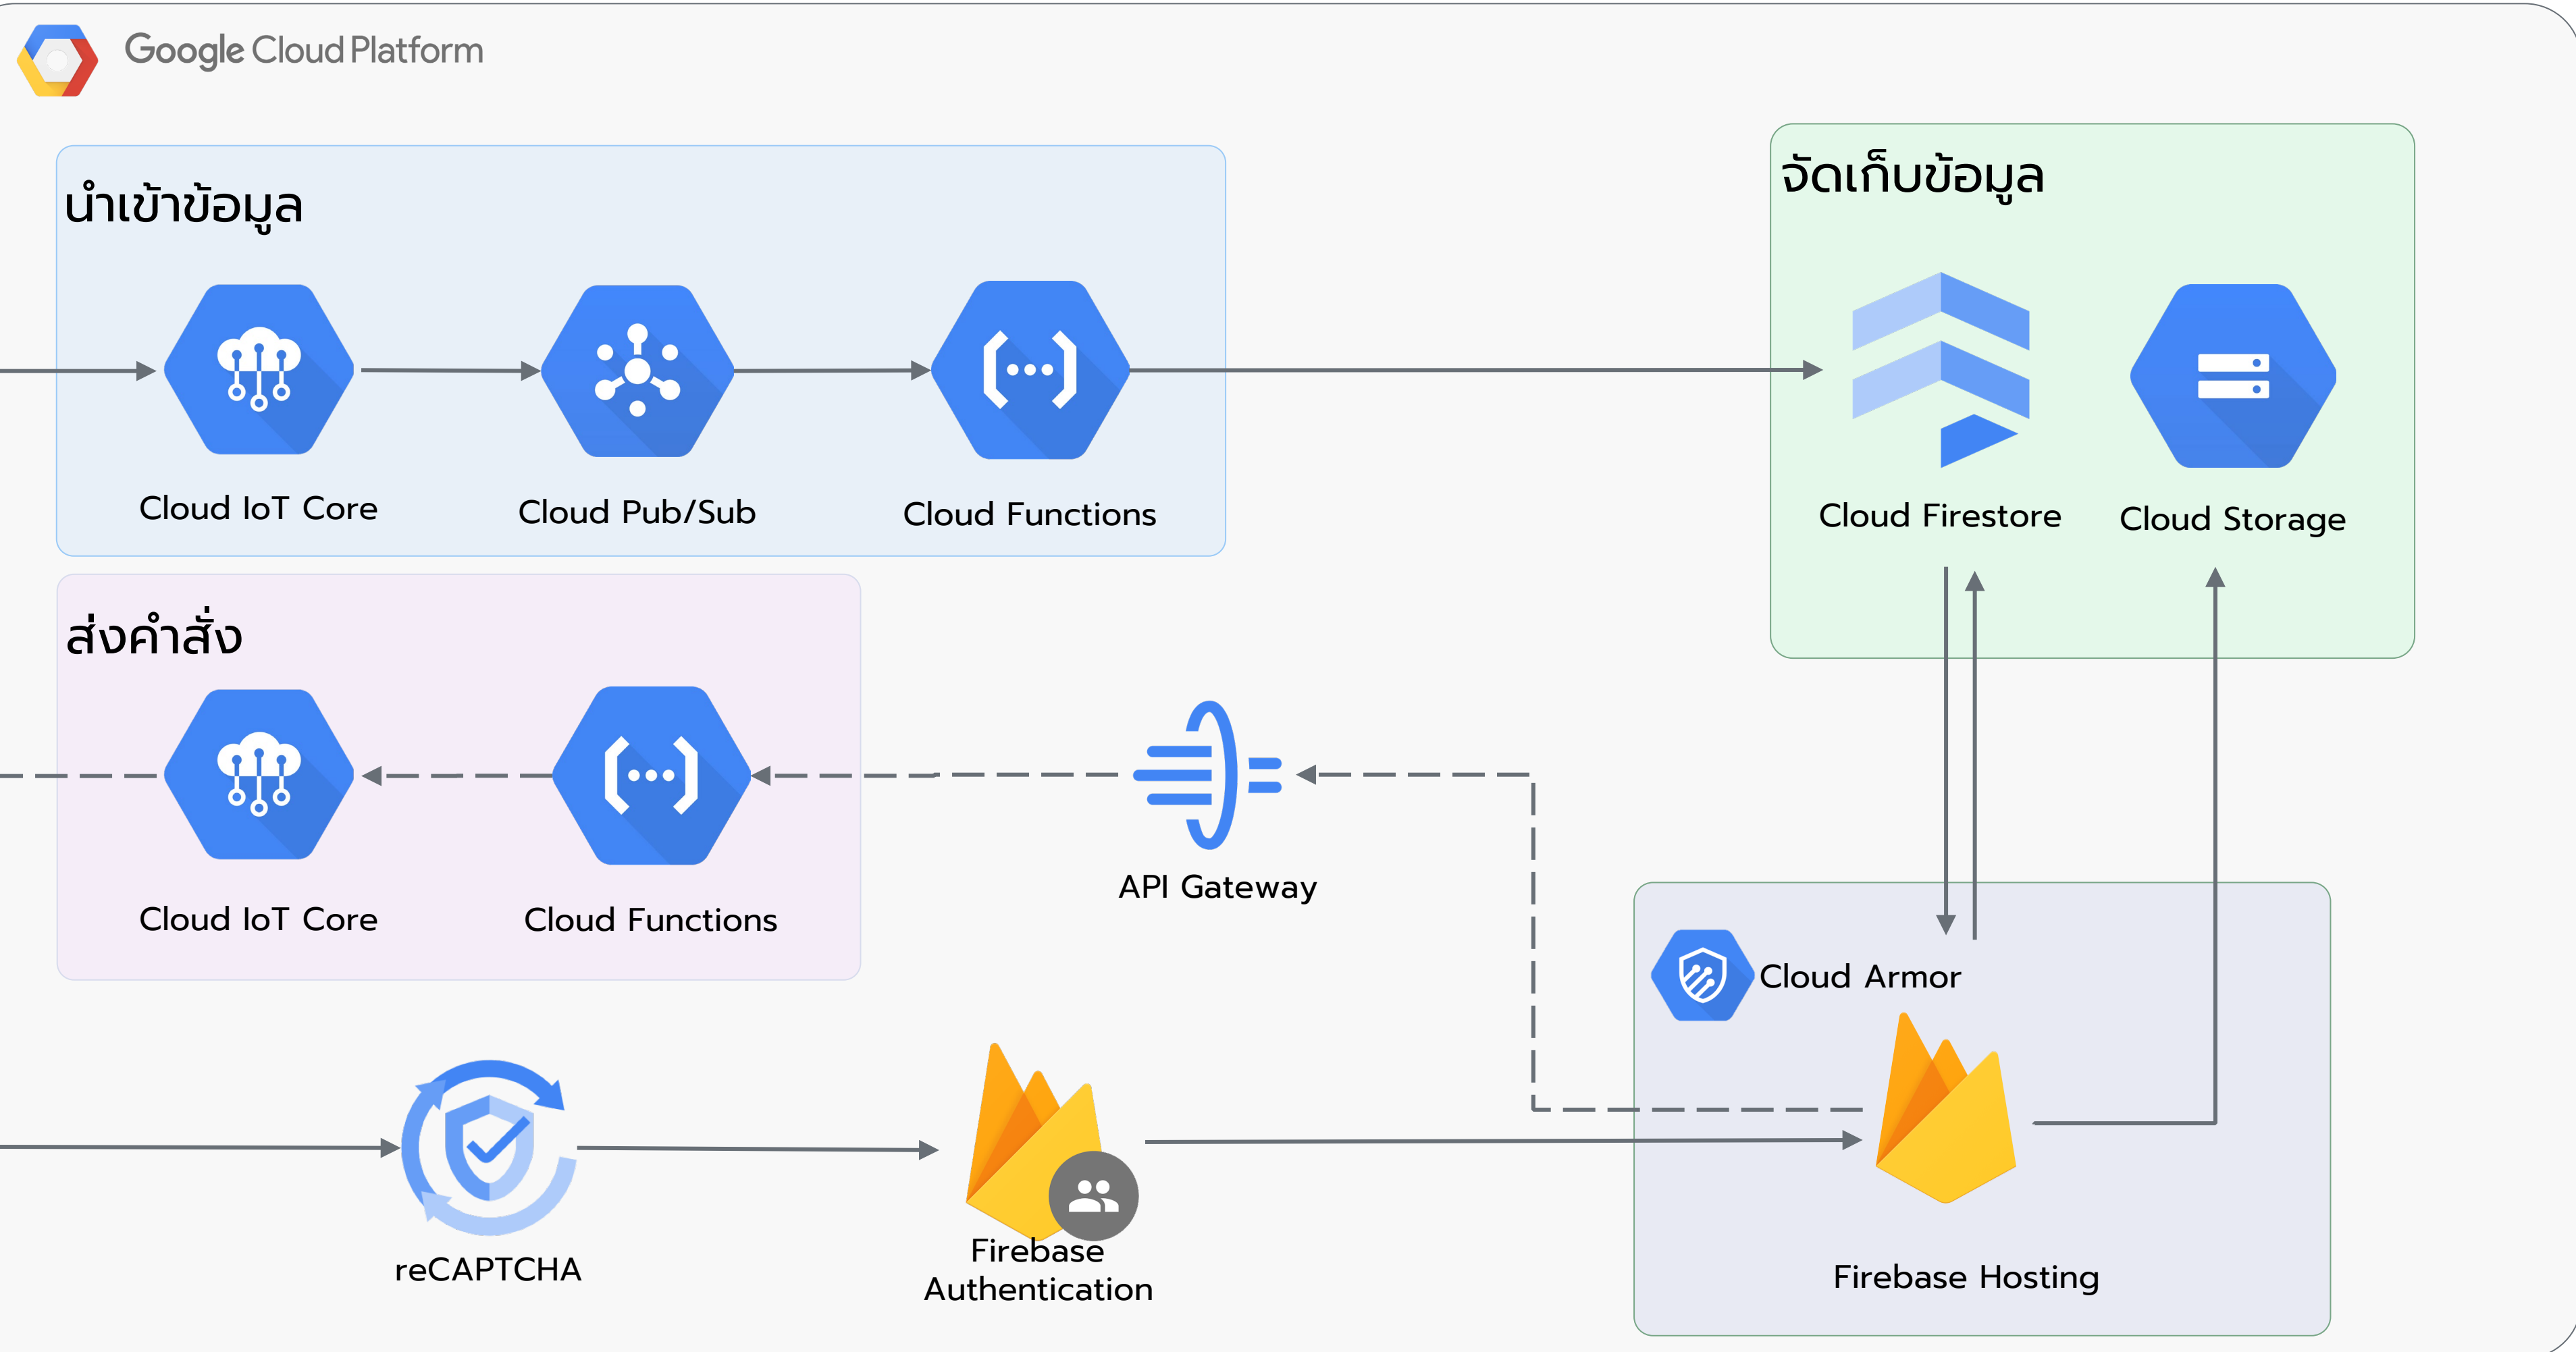 Google Cloud Platform
นำเข้าข้อมูล
Cloud IoT Core
Cloud Pub/Sub
Cloud Functions
จัดเก็บข้อมูล
Cloud Firestore
Cloud Storage
ส่งคำสั่ง
Cloud IoT Core
Cloud Functions
API Gateway
Cloud Armor
reCAPTCHA
Firebase
Authentication
Firebase Hosting